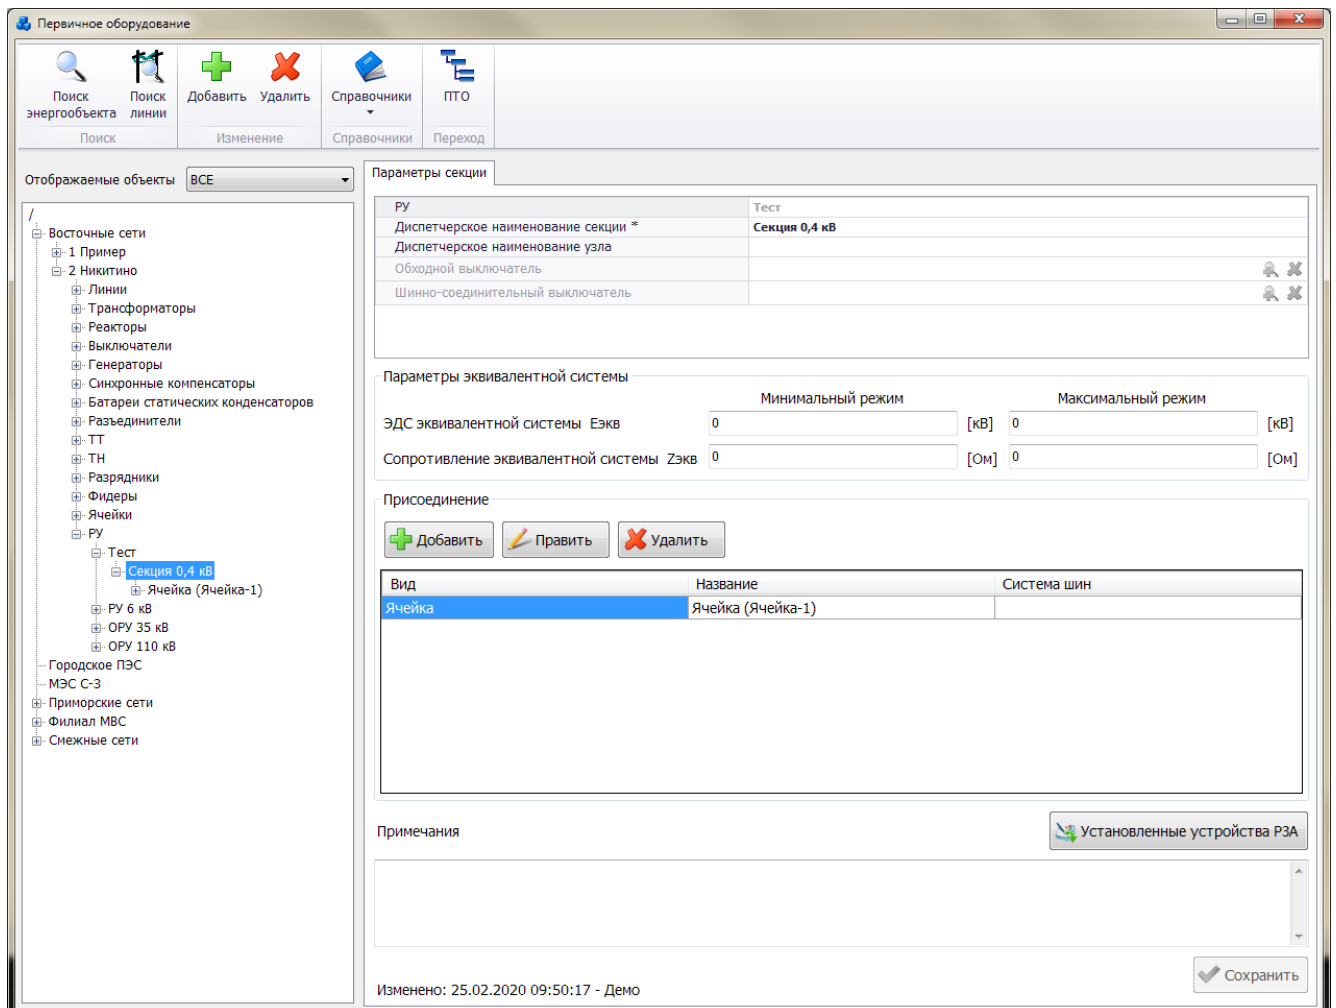 Первичное оборудование
Поиск энергообъекта
Поиск линии
Добавить
Удалить
Справочники
ПТО
Поиск
Изменение
Справочники
Переход
Отображаемые объекты ВСЕ
/
Восточные сети
1 Пример
2 Никитино
Линии
Трансформаторы
Реакторы
Выключатели
Генераторы
Синхронные компенсаторы
Батареи статических конденсаторов
Разъединители
ТТ
ТН
Разрядники
Фидеры
Ячейки
РУ
Тест
Секция 0,4 кВ
Ячейка (Ячейка-1)
РУ 6 кВ
ОРУ 35 кВ
ОРУ 110 кВ
Городское ПЭС
МЭС С-З
Приморские сети
Филиал МВС
Смежные сети
Параметры секции
РУ Тест
Диспетчерское наименование секции * Секция 0,4 кВ
Диспетчерское наименование узла
Обходной выключатель
Шинно-соединительный выключатель
Параметры эквивалентной системы
Минимальный режим Максимальный режим
ЭДС эквивалентной системы Еэкв 0 [кВ] 0 [кВ]
Сопротивление эквивалентной системы Zэкв 0 [Ом] 0 [Ом]
Присоединение
Добавить Править Удалить
Вид Название Система шин
Ячейка Ячейка (Ячейка-1)
Примечания
Установленные устройства РЗА
Сохранить
Изменено: 25.02.2020 09:50:17 - Демо